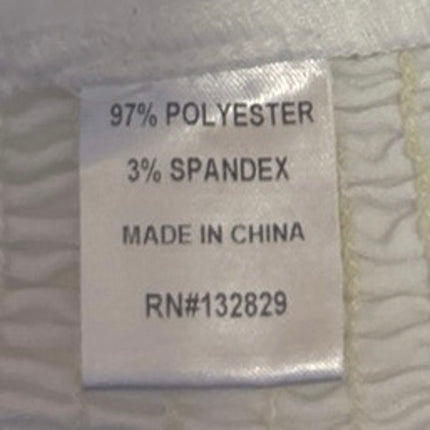 97% POLYESTER
3% SPANDEX
MADE IN CHINA
RN#132829